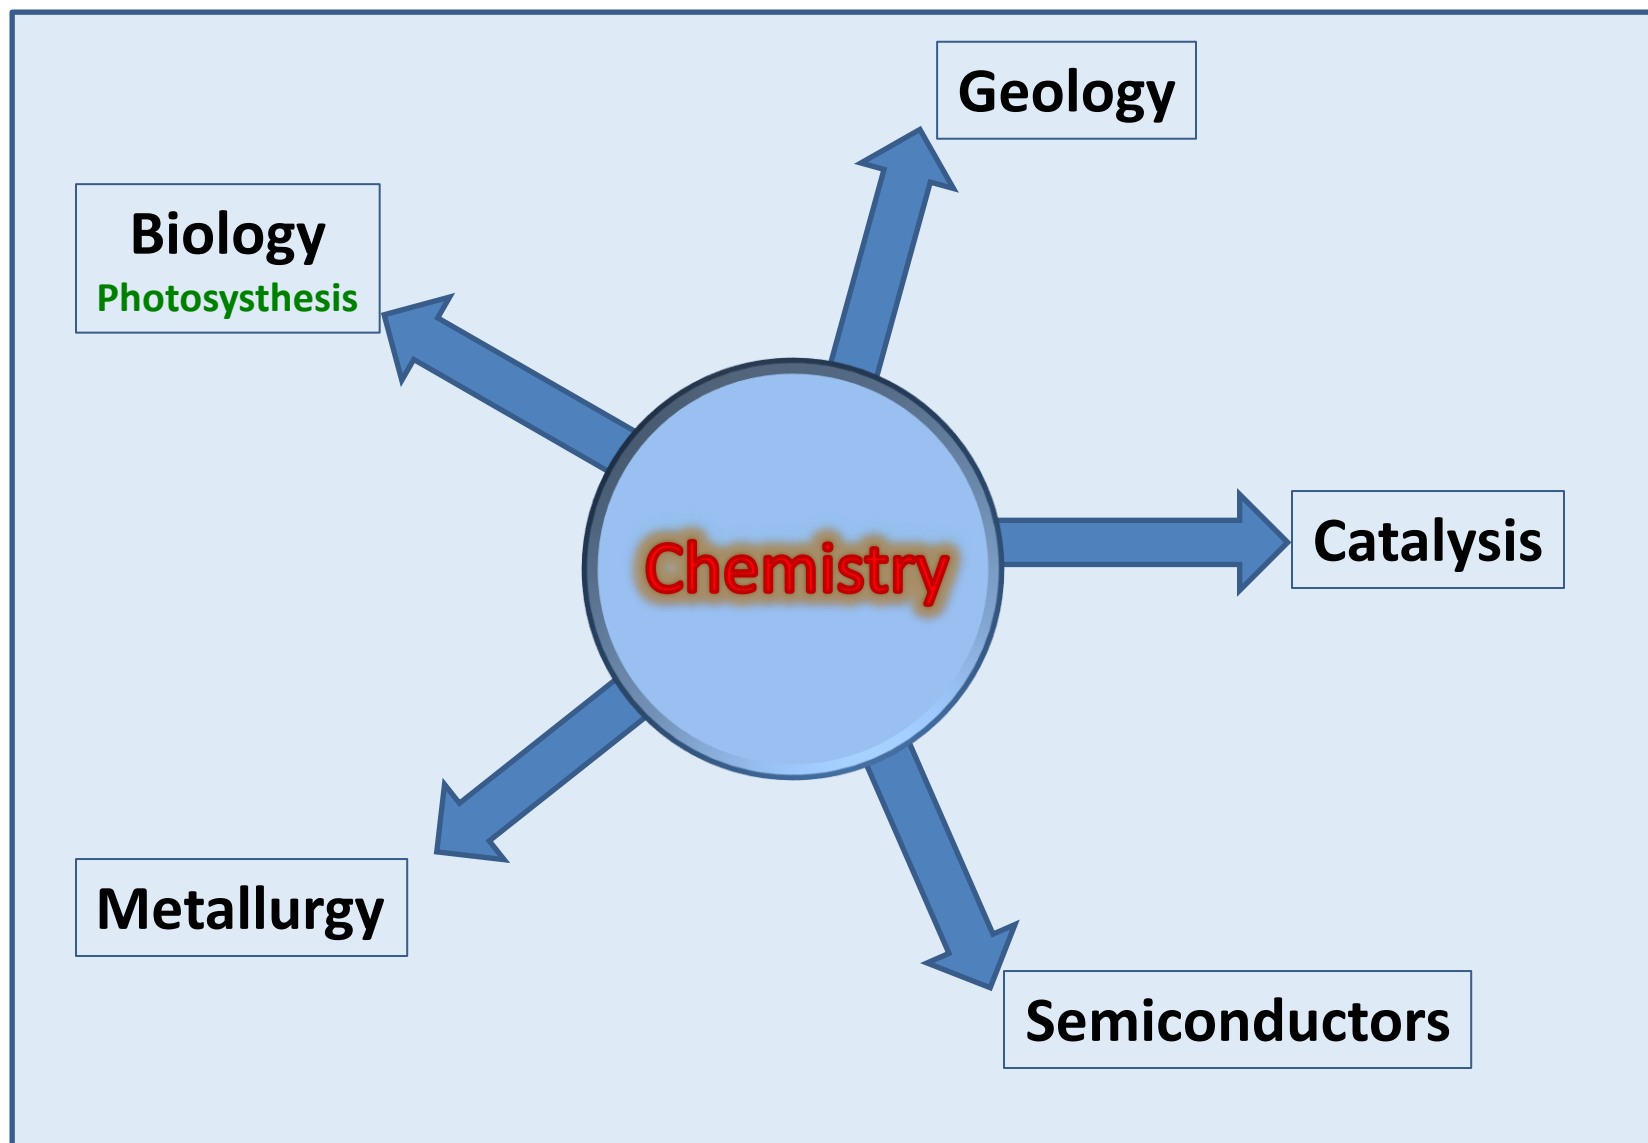 Geology
Biology
Photosysthesis
Catalysis
Chemistry
Metallurgy
Semiconductors